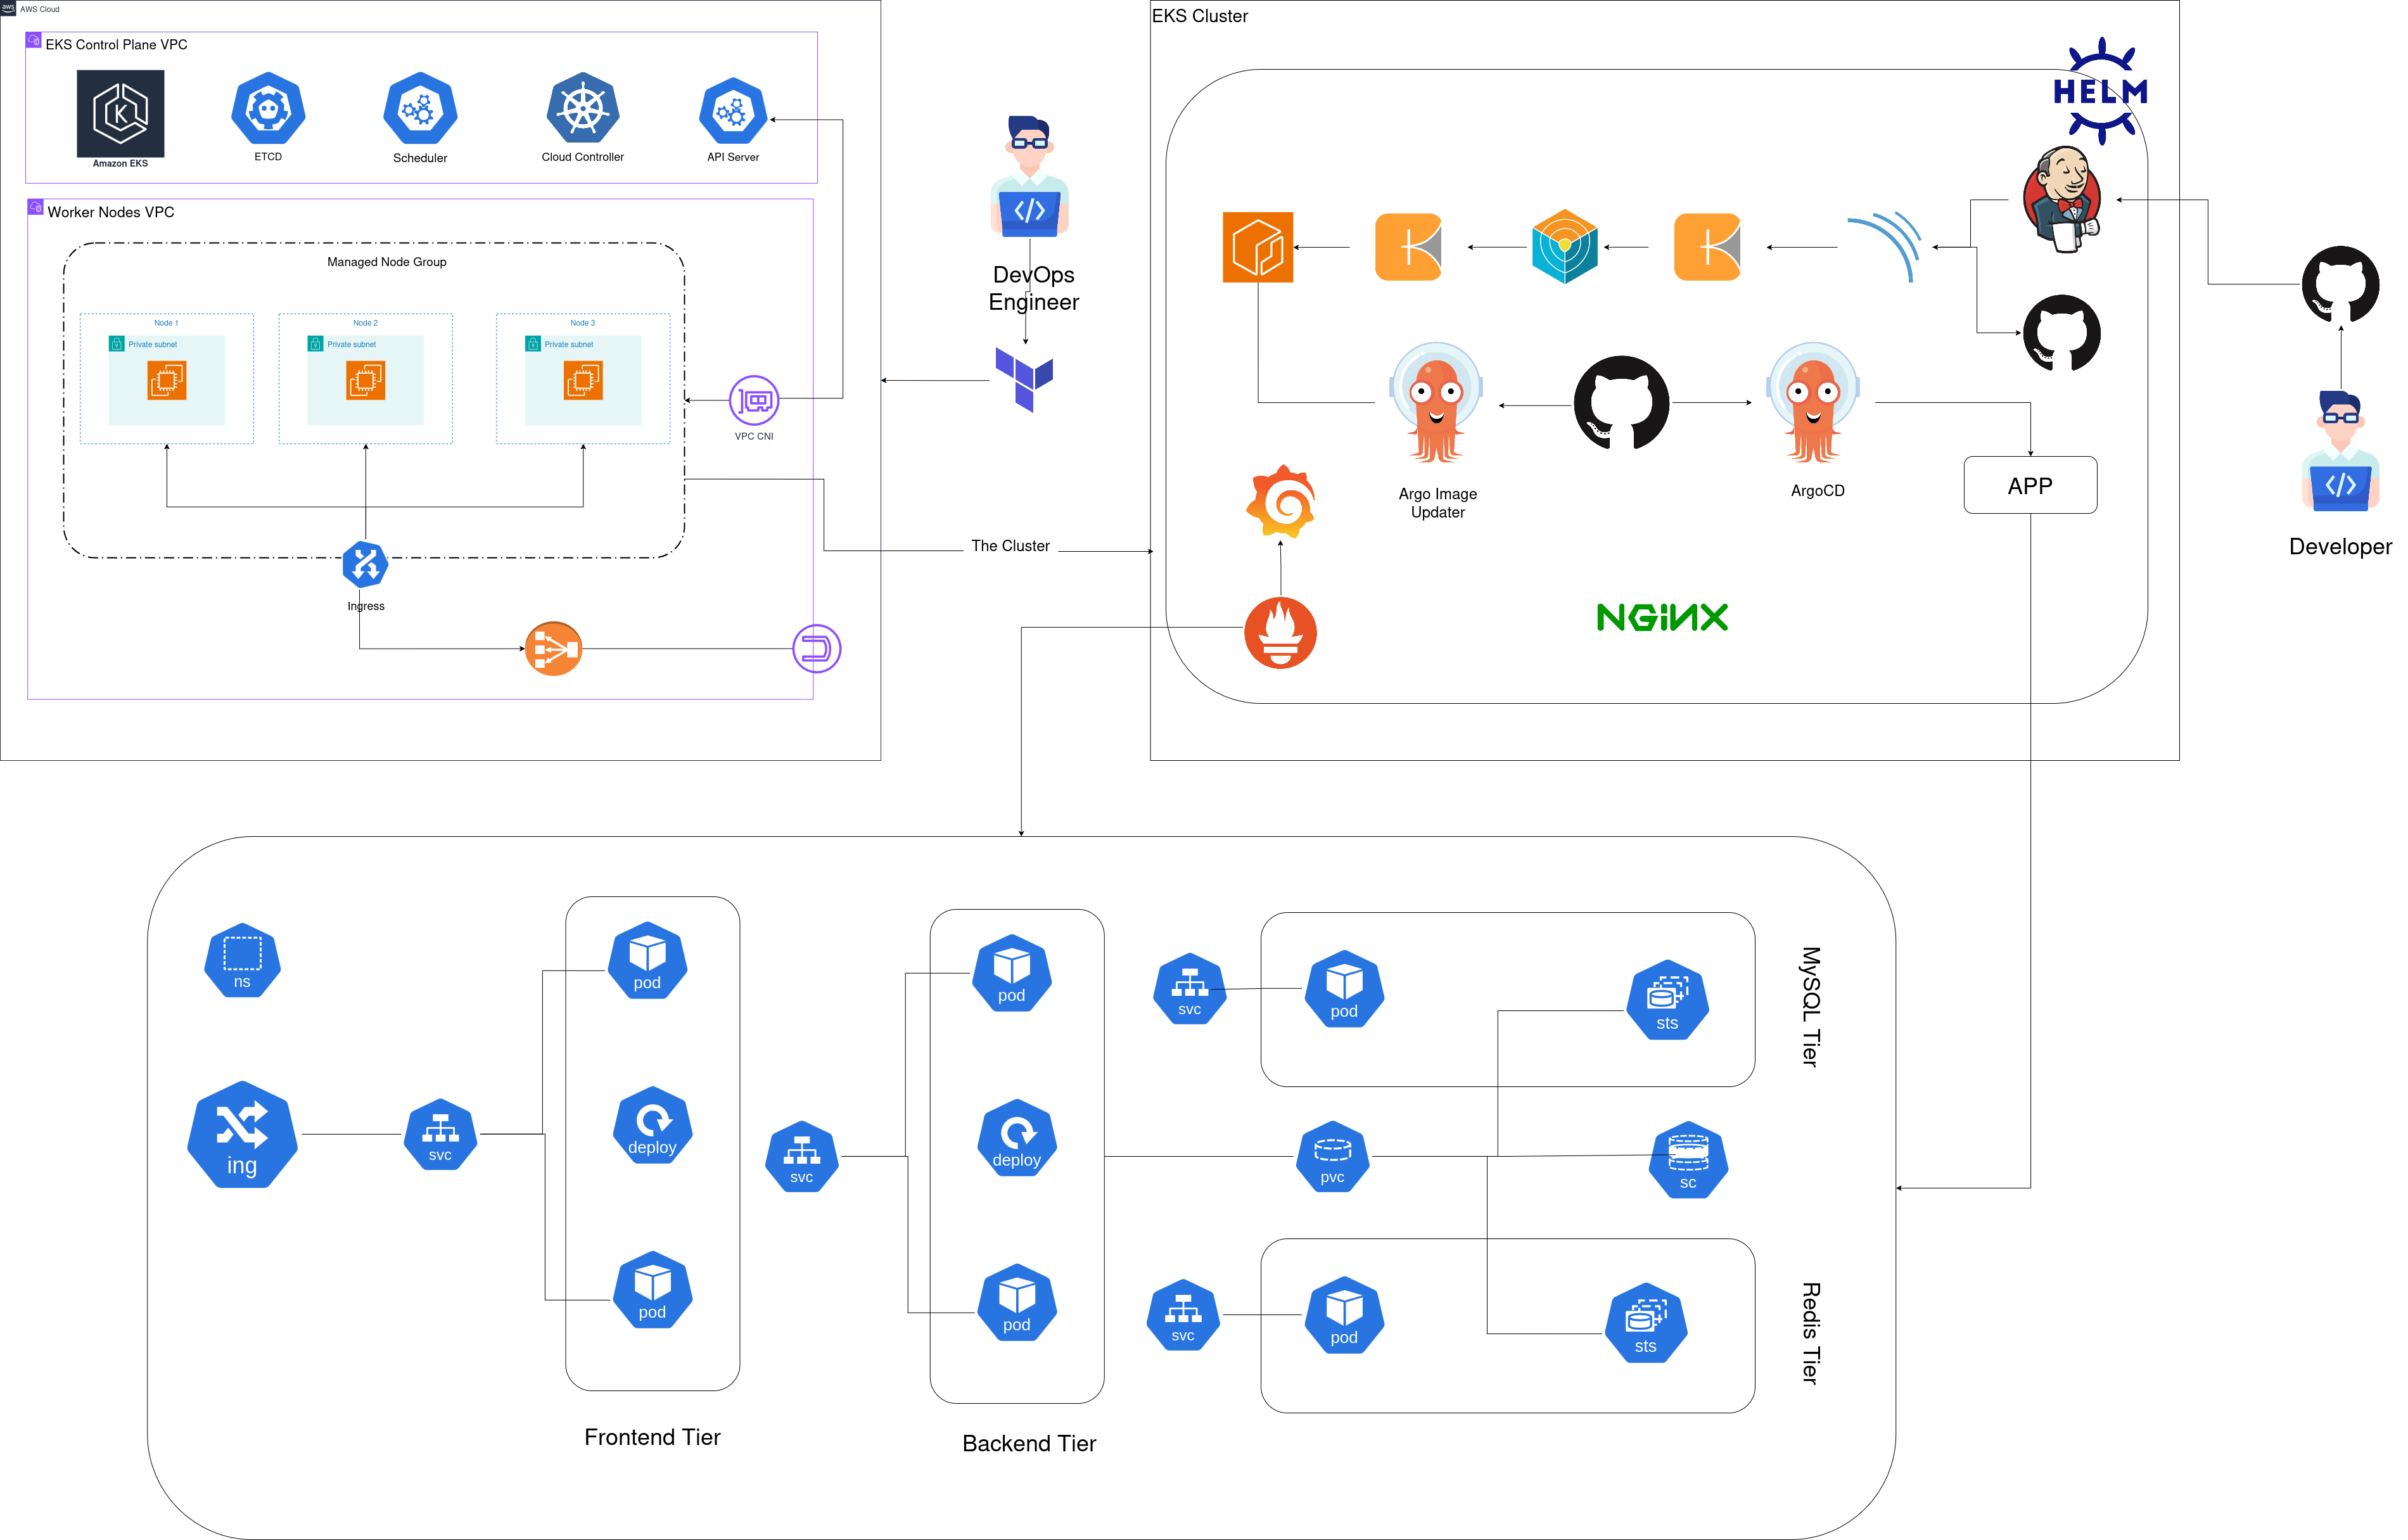 aws
AWS Cloud
EKS Control Plane VPC
Amazon EKS
ETCD
Scheduler
Cloud Controller
API Server
Worker Nodes VPC
Managed Node Group
Node 1
Private subnet
Node 2
Private subnet
Node 3
Private subnet
VPC CNI
Ingress
DevOps
Engineer
The Cluster
EKS Cluster
HELM
Argo Image
Updater
ArgoCD
APP
NGiNX
Developer
ns
ing
svc
pod
deploy
pod
Frontend Tier
svc
pod
deploy
pod
Backend Tier
svc
pod
sts
MySQL Tier
pvc
sc
svc
pod
sts
Redis Tier